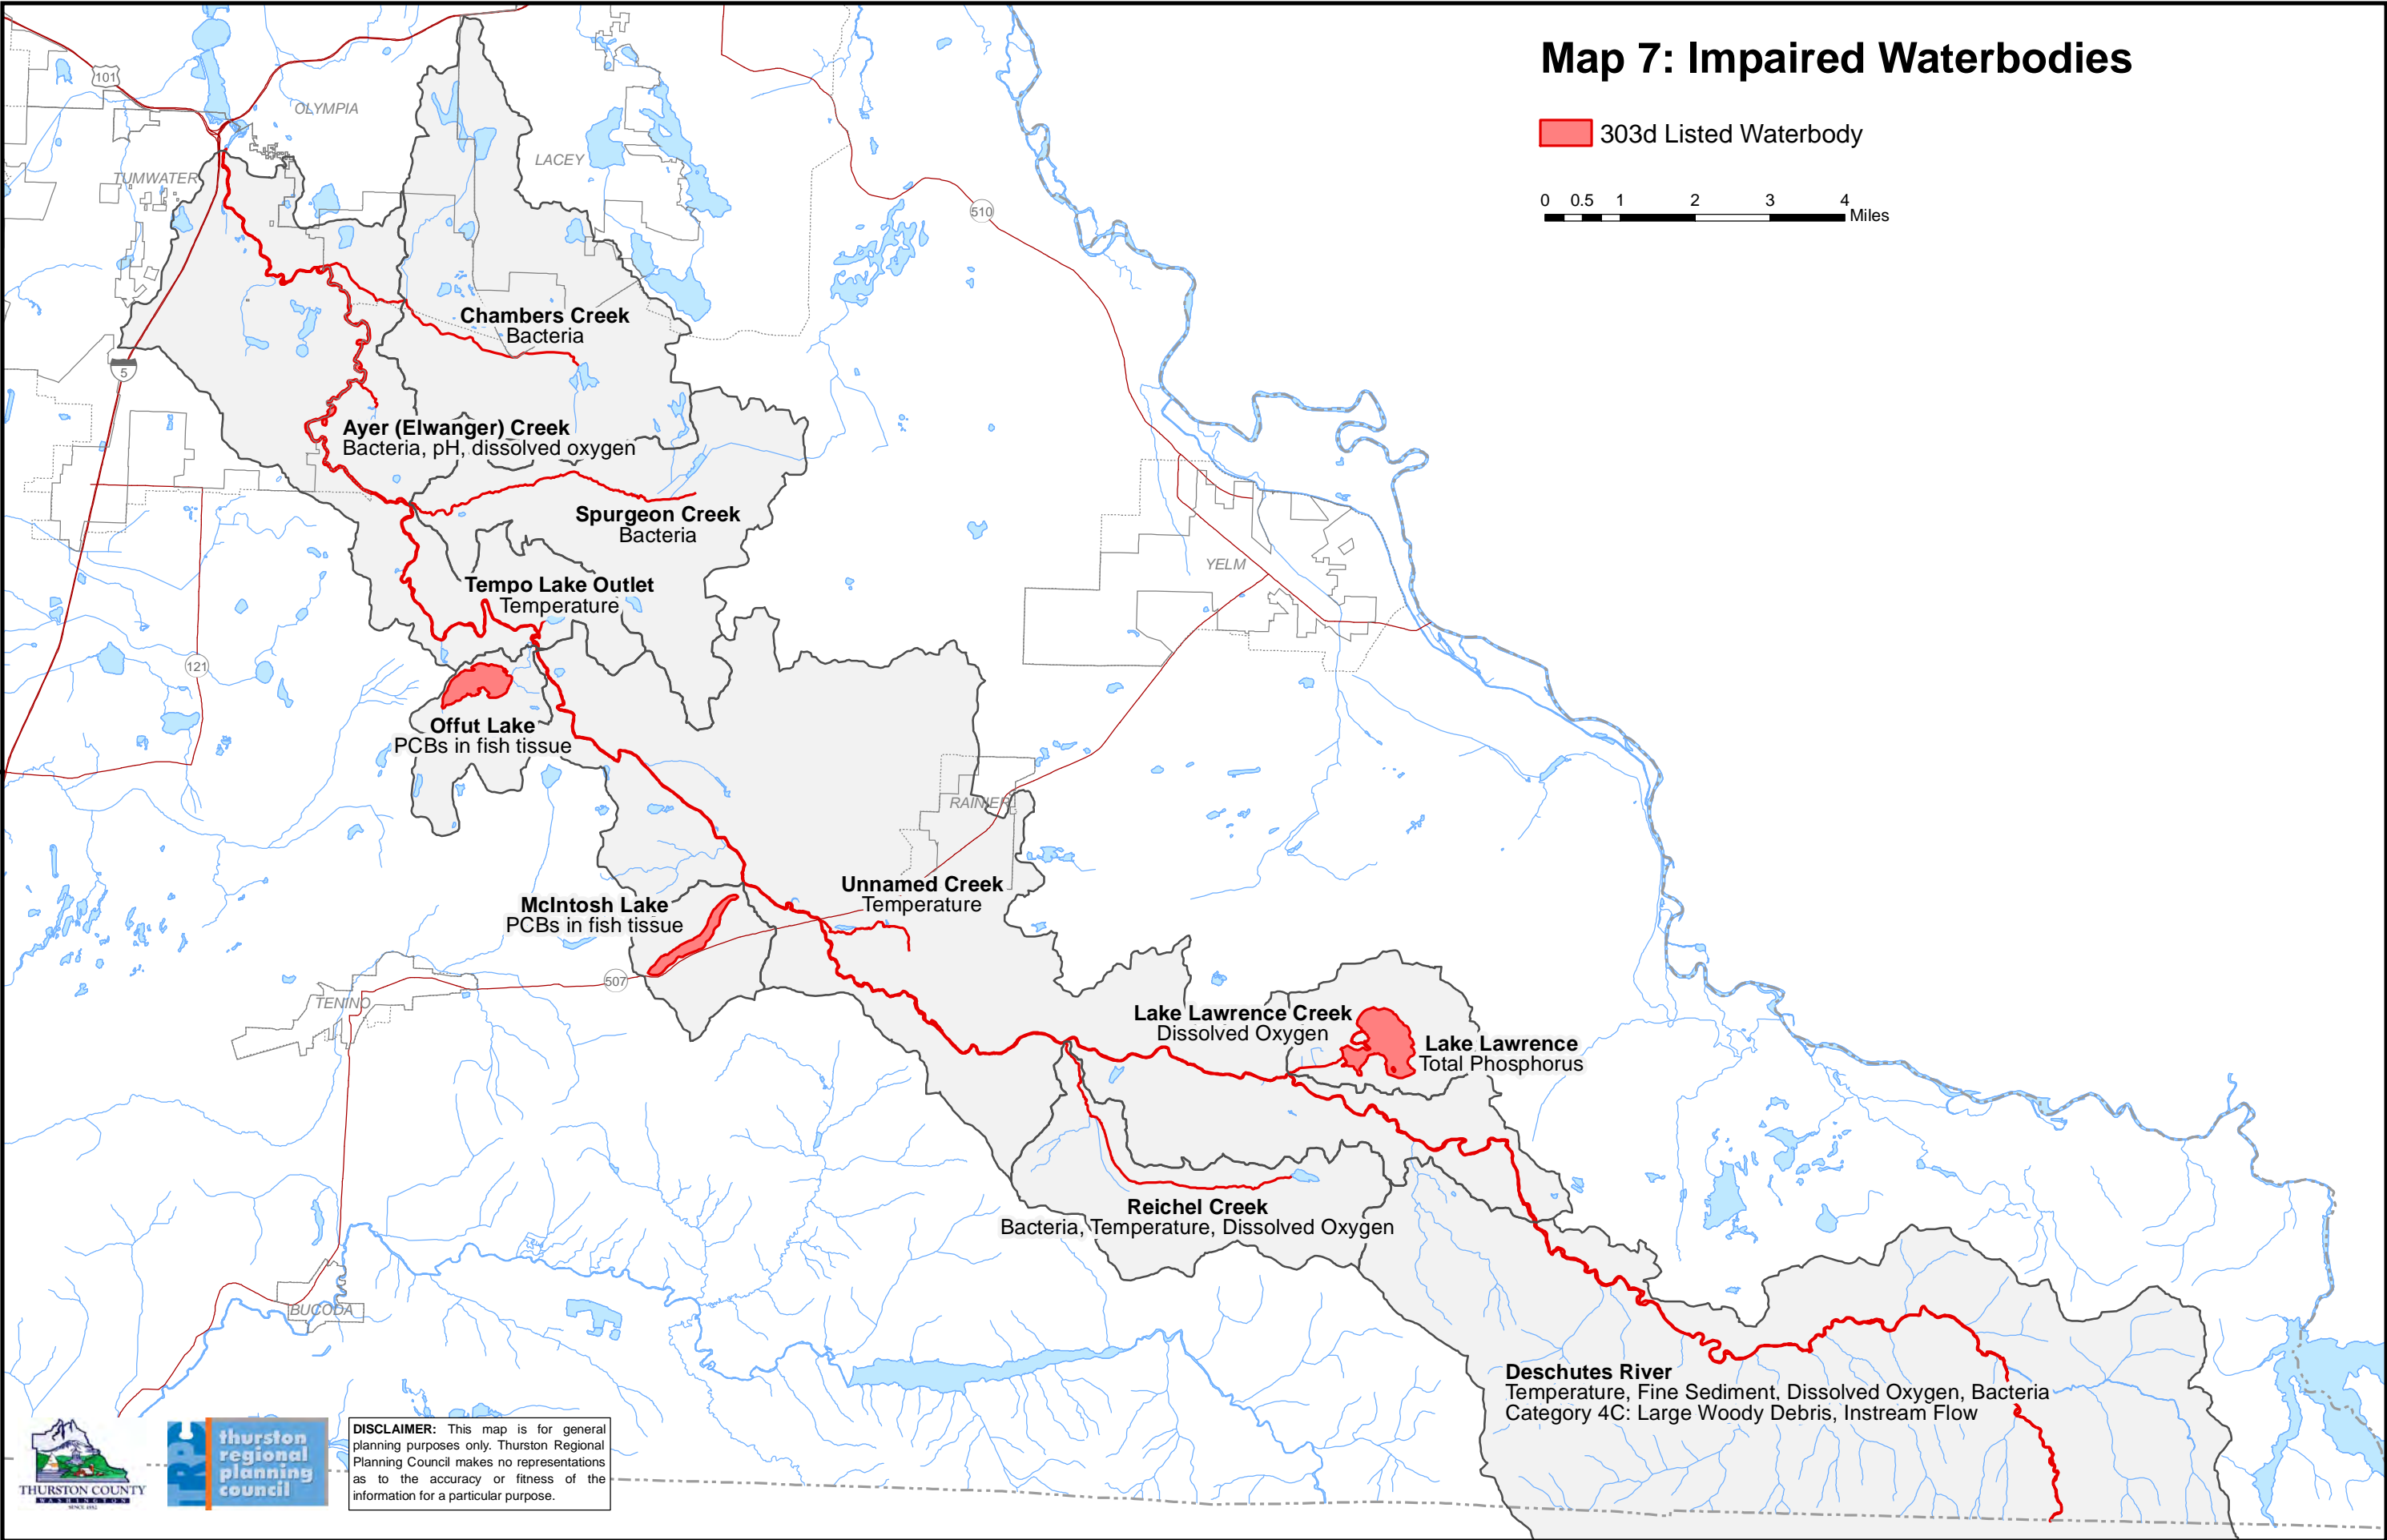 Map 7: Impaired Waterbodies
303d Listed Waterbody
0 0.5 1 2 3 4
Miles
101
OLYMPIA
LACEY
TUMWATER
510
Chambers Creek
Bacteria
5
Ayer (Elwanger) Creek
Bacteria, pH, dissolved oxygen
Spurgeon Creek
Bacteria
YELM
Tempo Lake Outlet
Temperature
121
Offut Lake
PCBs in fish tissue
RAINIER
Unnamed Creek
Temperature
McIntosh Lake
PCBs in fish tissue
507
TENINO
Lake Lawrence Creek
Dissolved Oxygen
Lake Lawrence
Total Phosphorus
Reichel Creek
Bacteria, Temperature, Dissolved Oxygen
BUCODA
Deschutes River
Temperature, Fine Sediment, Dissolved Oxygen, Bacteria
Category 4C: Large Woody Debris, Instream Flow
THURSTON COUNTY
WASHINGTON
SINCE 1852
TRPC
thurston
regional
planning
council
DISCLAIMER: This map is for general
planning purposes only. Thurston Regional
Planning Council makes no representations
as to the accuracy or fitness of the
information for a particular purpose.